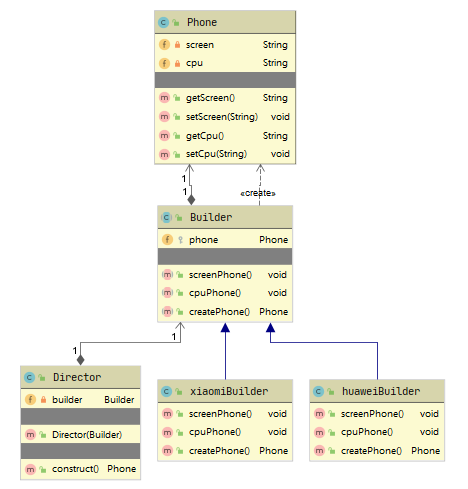 Phone
screen String
cpu String
getScreen() String
setScreen(String) void
getCpu() String
setCpu(String) void
1
1
«create»
Builder
phone Phone
screenPhone() void
cpuPhone() void
createPhone() Phone
1
1
Director
builder Builder
Director(Builder)
construct() Phone
xiaomiBuilder
screenPhone() void
cpuPhone() void
createPhone() Phone
huaweiBuilder
screenPhone() void
cpuPhone() void
createPhone() Phone